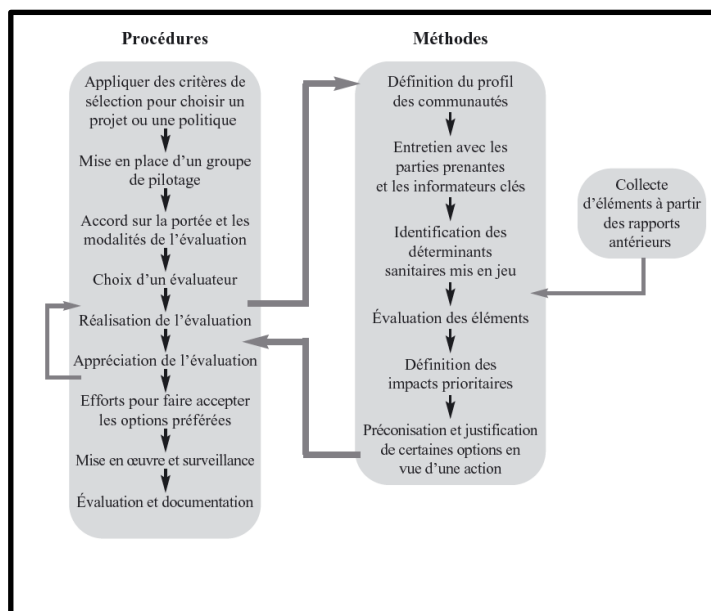 Procédures
Appliquer des critères de
sélection pour choisir un
projet ou une politique
Mise en place d’un groupe
de pilotage
Accord sur la portée et les
modalités de l’évaluation
Choix d’un évaluateur
Réalisation de l’évaluation
Appréciation de l’évaluation
Efforts pour faire accepter
les options préférées
Mise en œuvre et surveillance
Évaluation et documentation
Méthodes
Définition du profil
des communautés
Entretien avec les
parties prenantes
et les informateurs clés
Identification des
déterminants
sanitaires mis en jeu
Évaluation des éléments
Définition des
impacts prioritaires
Préconisation et justification
de certaines options en
vue d’une action
Collecte
d’éléments à partir
des rapports
antérieurs